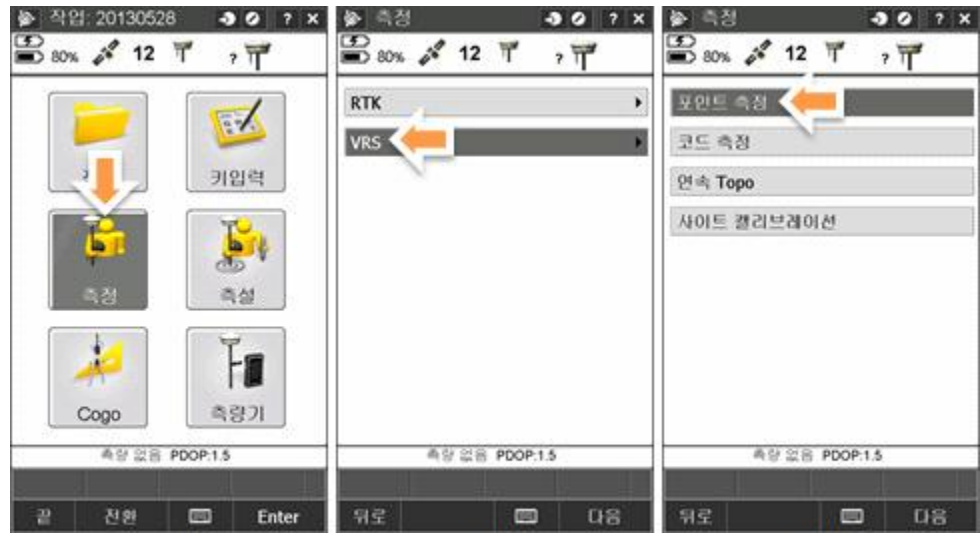 작업: 20130528
? ×
80% 12 ?
키입력
측정
측설
Cogo
측량기
측량 없음 PDOP:1.5
끝 전환 Enter
측정
? ×
80% 12 ?
RTK
VRS
측량 없음 PDOP:1.5
뒤로 다음
측정
? ×
80% 12 ?
포인트 측정
코드 측정
연속 Topo
사이트 캘리브레이션
측량 없음 PDOP:1.5
뒤로 다음